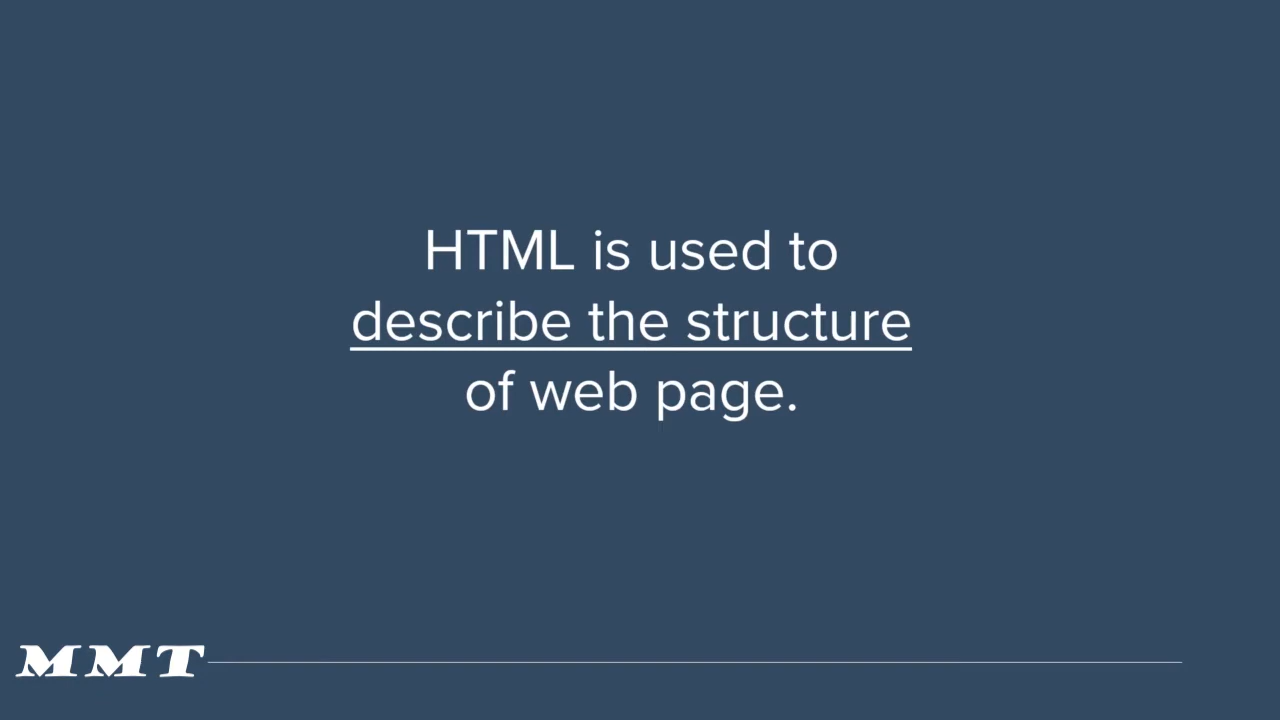 HTML is used to
describe the structure
of web page.
MMT